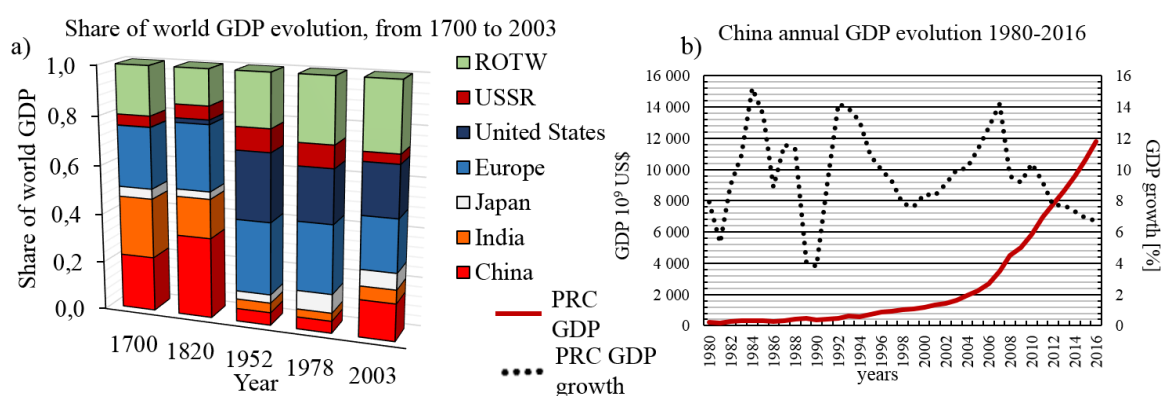 Share of world GDP evolution, from 1700 to 2003
a)
Share of world GDP
1,0
0,8
0,6
0,4
0,2
0,0
1700
1820
1952
1978
2003
Year
ROTW
USSR
United States
Europe
Japan
India
China
PRC
GDP
PRC GDP
growth
China annual GDP evolution 1980-2016
b)
GDP 10⁹ US$
16 000
14 000
12 000
10 000
8 000
6 000
4 000
2 000
0
16
14
12
10
8
6
4
2
0
GDP growth
[%]
1980
1982
1984
1986
1988
1990
1992
1994
1996
1998
2000
2002
2004
2006
2008
2010
2012
2014
2016
years